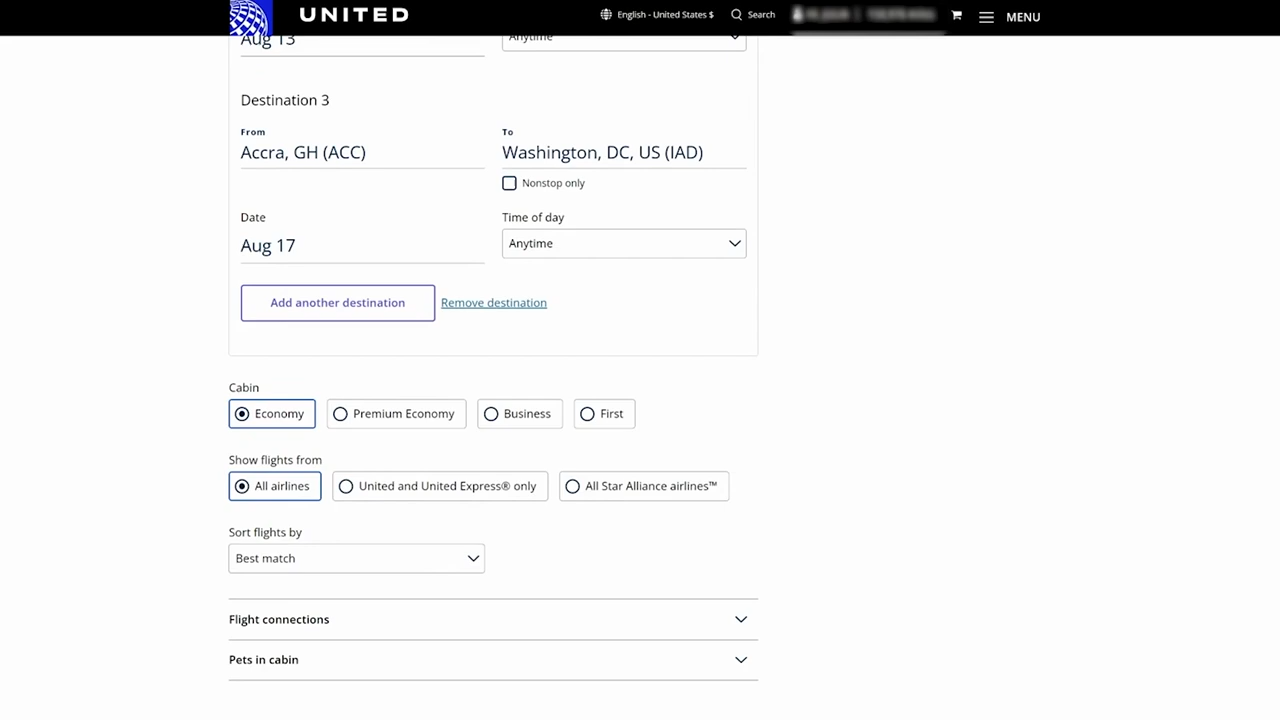 UNITED
English - United States $
Search
MENU
Aug 13
Anytime
Destination 3
From
To
Accra, GH (ACC)
Washington, DC, US (IAD)
Nonstop only
Date
Time of day
Aug 17
Anytime
Add another destination
Remove destination
Cabin
Economy
Premium Economy
Business
First
Show flights from
All airlines
United and United Express® only
All Star Alliance airlines™
Sort flights by
Best match
Flight connections
Pets in cabin